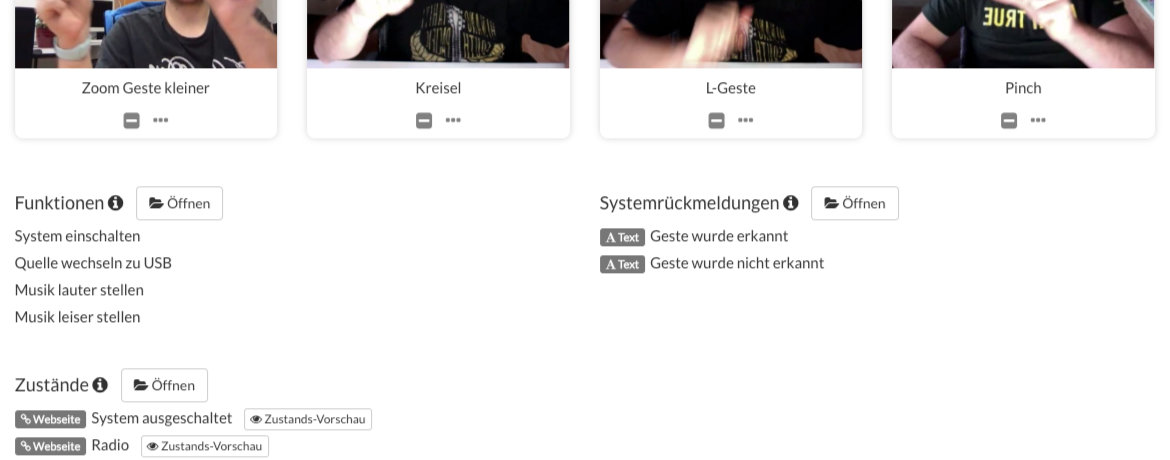 Zoom Geste kleiner
Kreisel
L-Geste
Pinch
Funktionen Öffnen
System einschalten
Quelle wechseln zu USB
Musik lauter stellen
Musik leiser stellen
Systemrückmeldungen Öffnen
A Text Geste wurde erkannt
A Text Geste wurde nicht erkannt
Zustände Öffnen
Webseite System ausgeschaltet Zustands-Vorschau
Webseite Radio Zustands-Vorschau